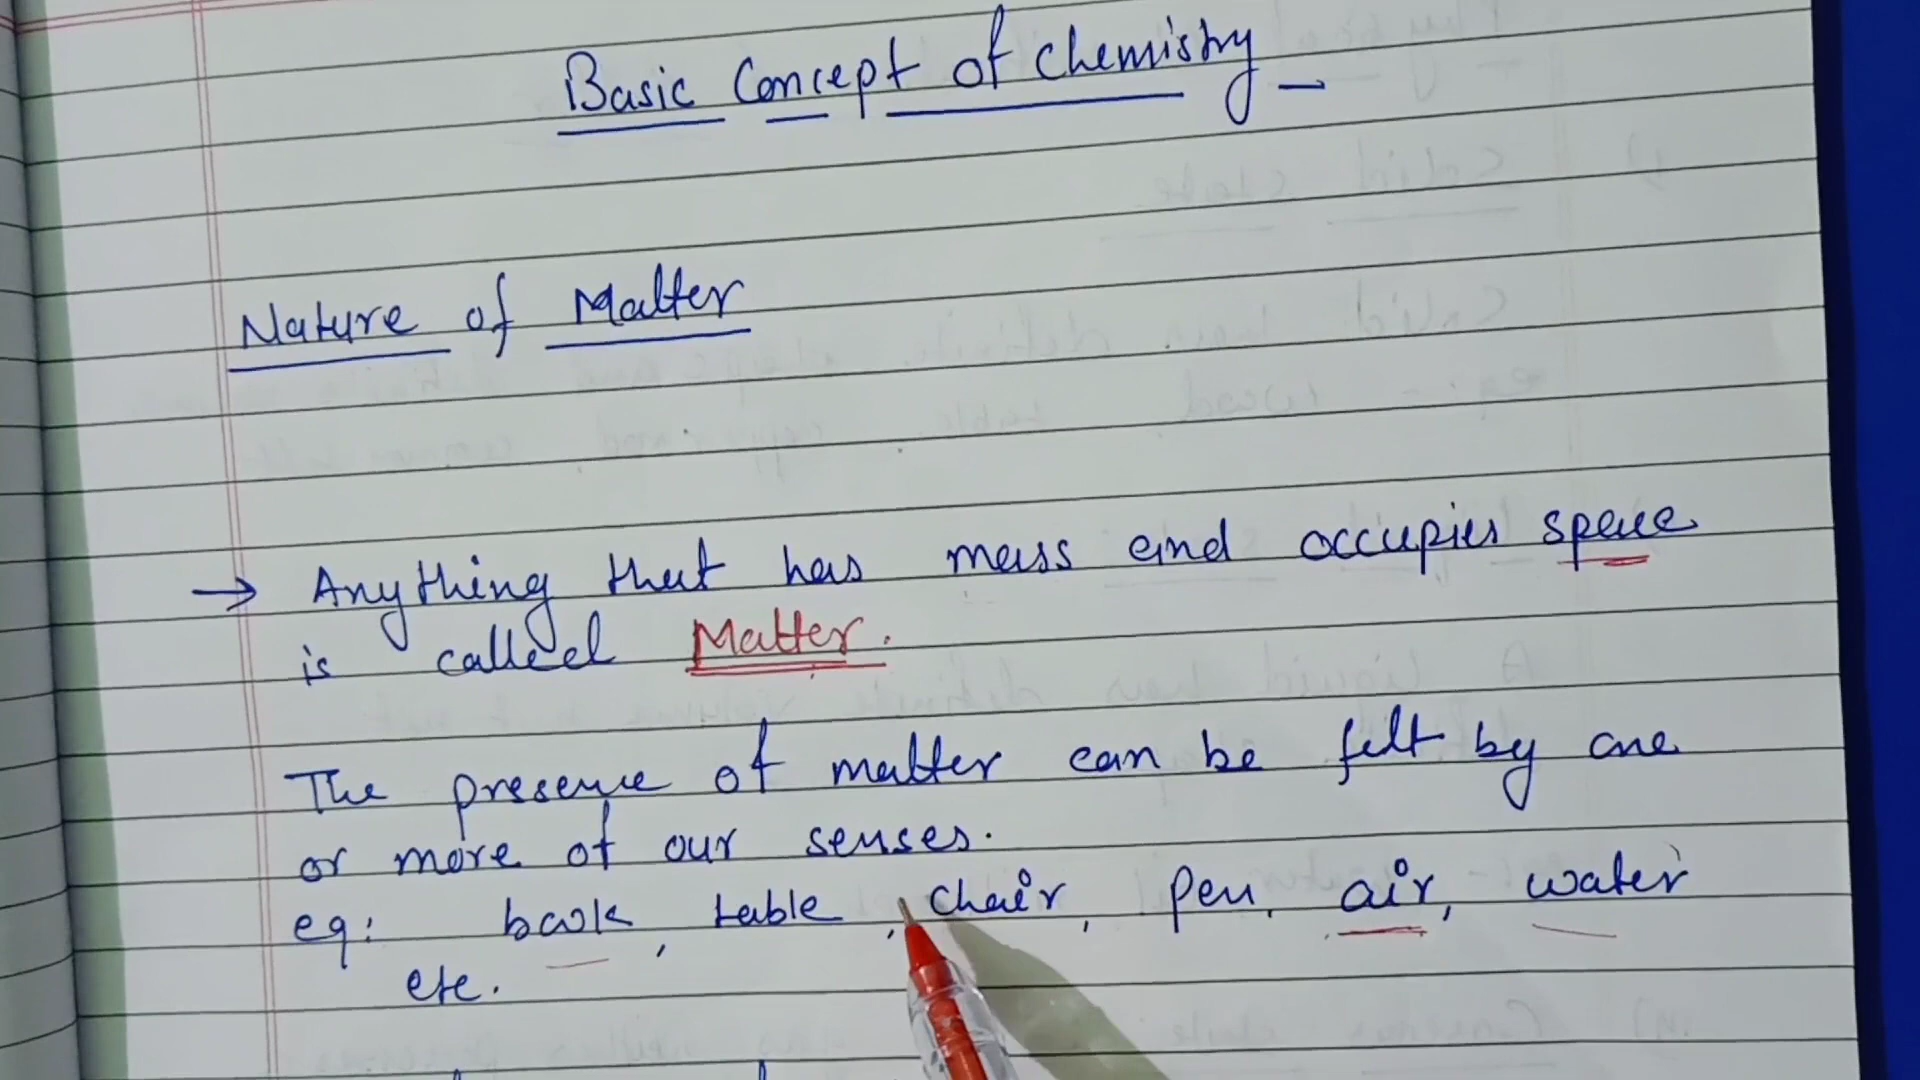 Basic Concept of Chemistry -
Nature of Matter
→ Anything that has mass and occupies space
is called Matter.
The presence of matter can be felt by one
or more of our senses.
eg: book, table, chair, pen, air, water
etc.